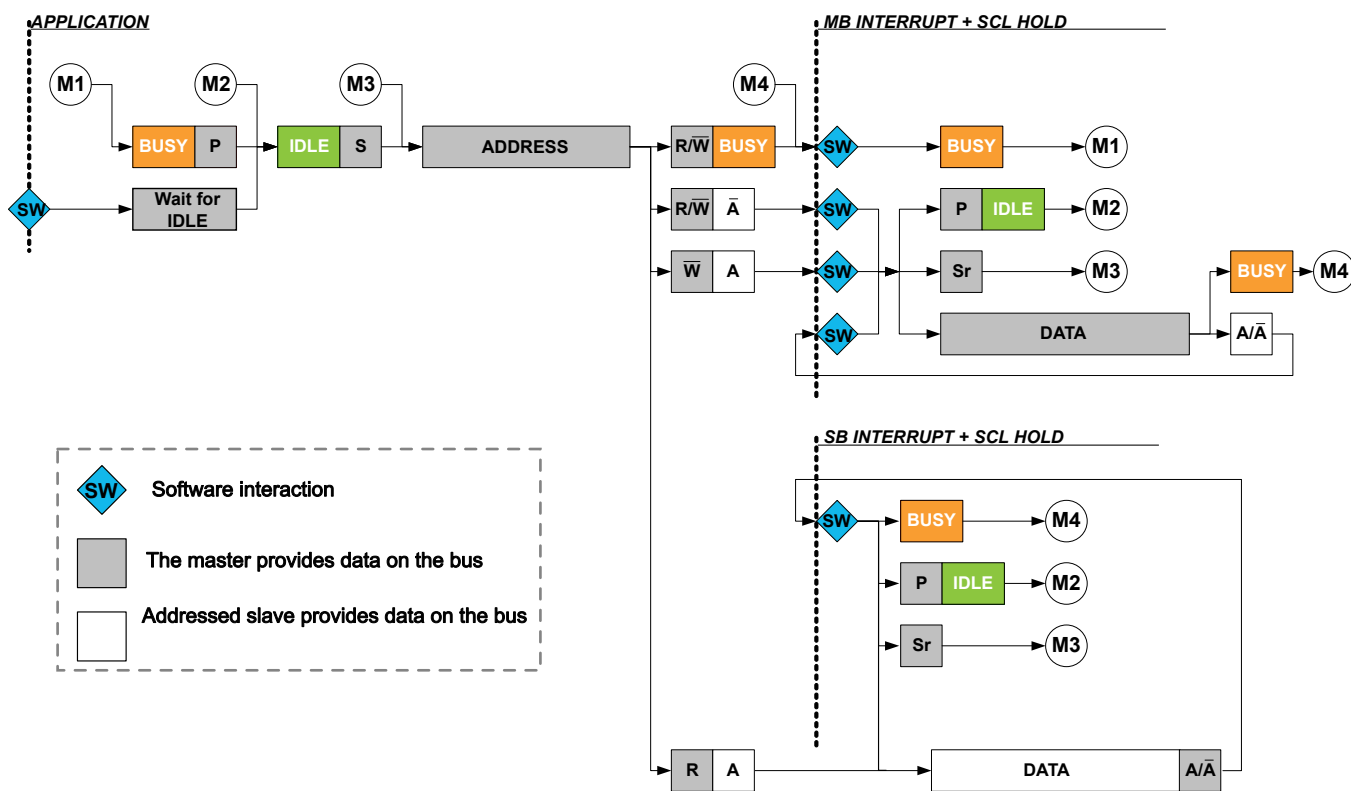 APPLICATION
MB INTERRUPT + SCL HOLD
M1
M2
M3
M4
BUSY P
IDLE S
ADDRESS
R/W̅ BUSY
SW
BUSY
M1
SW
Wait for
IDLE
R/W̅ A̅
SW
P IDLE
M2
W̅ A
SW
Sr
M3
BUSY
M4
SW
DATA
A/A̅
SB INTERRUPT + SCL HOLD
SW
BUSY
M4
P IDLE
M2
Sr
M3
R A
DATA
A/A̅
SW
Software interaction
The master provides data on the bus
Addressed slave provides data on the bus